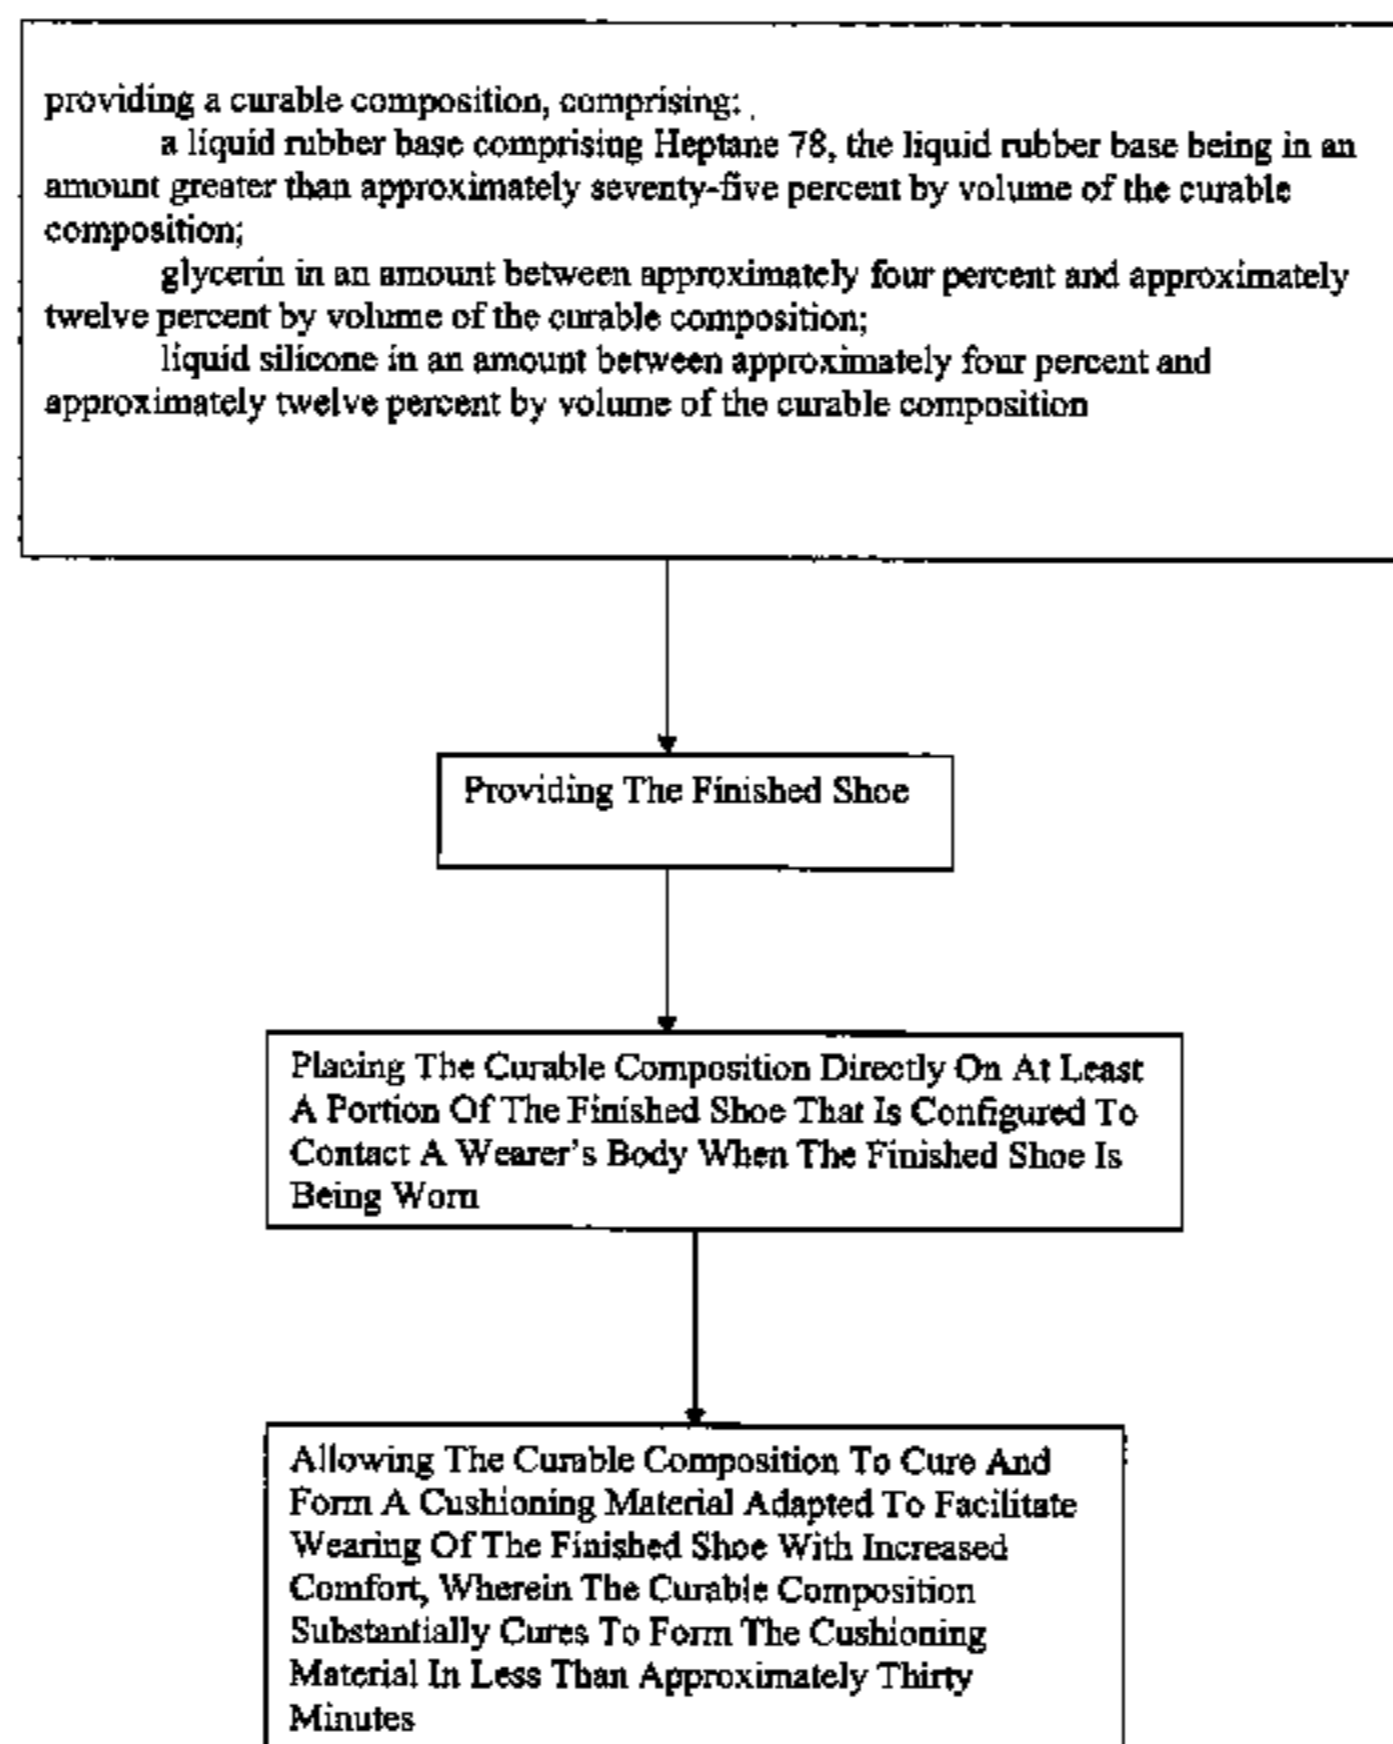 providing a curable composition, comprising:
a liquid rubber base comprising Heptane 78, the liquid rubber base being in an
amount greater than approximately seventy-five percent by volume of the curable
composition;
glycerin in an amount between approximately four percent and approximately
twelve percent by volume of the curable composition;
liquid silicone in an amount between approximately four percent and
approximately twelve percent by volume of the curable composition
Providing The Finished Shoe
Placing The Curable Composition Directly On At Least
A Portion Of The Finished Shoe That Is Configured To
Contact A Wearer's Body When The Finished Shoe Is
Being Worn
Allowing The Curable Composition To Cure And
Form A Cushioning Material Adapted To Facilitate
Wearing Of The Finished Shoe With Increased
Comfort, Wherein The Curable Composition
Substantially Cures To Form The Cushioning
Material In Less Than Approximately Thirty
Minutes